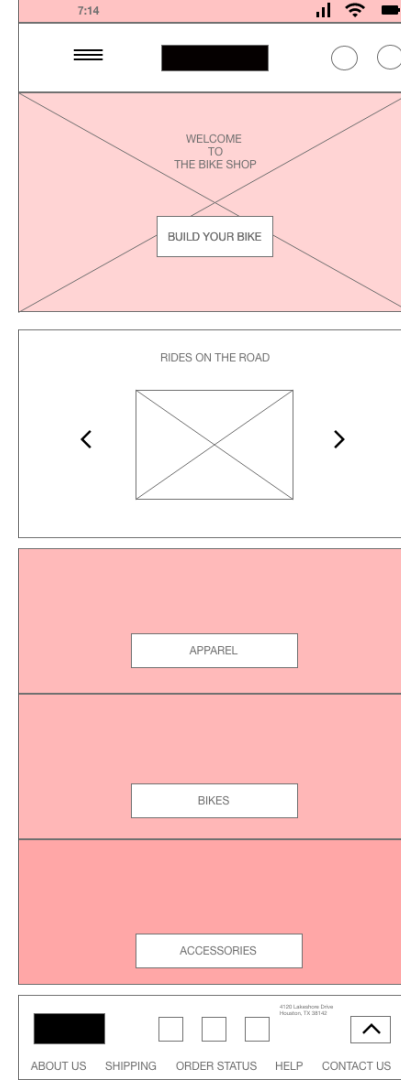 7:14
WELCOME
TO
THE BIKE SHOP
BUILD YOUR BIKE
RIDES ON THE ROAD
APPAREL
BIKES
ACCESSORIES
4120 Lakeshow Drive
Houston, TX 38142
ABOUT US SHIPPING ORDER STATUS HELP CONTACT US